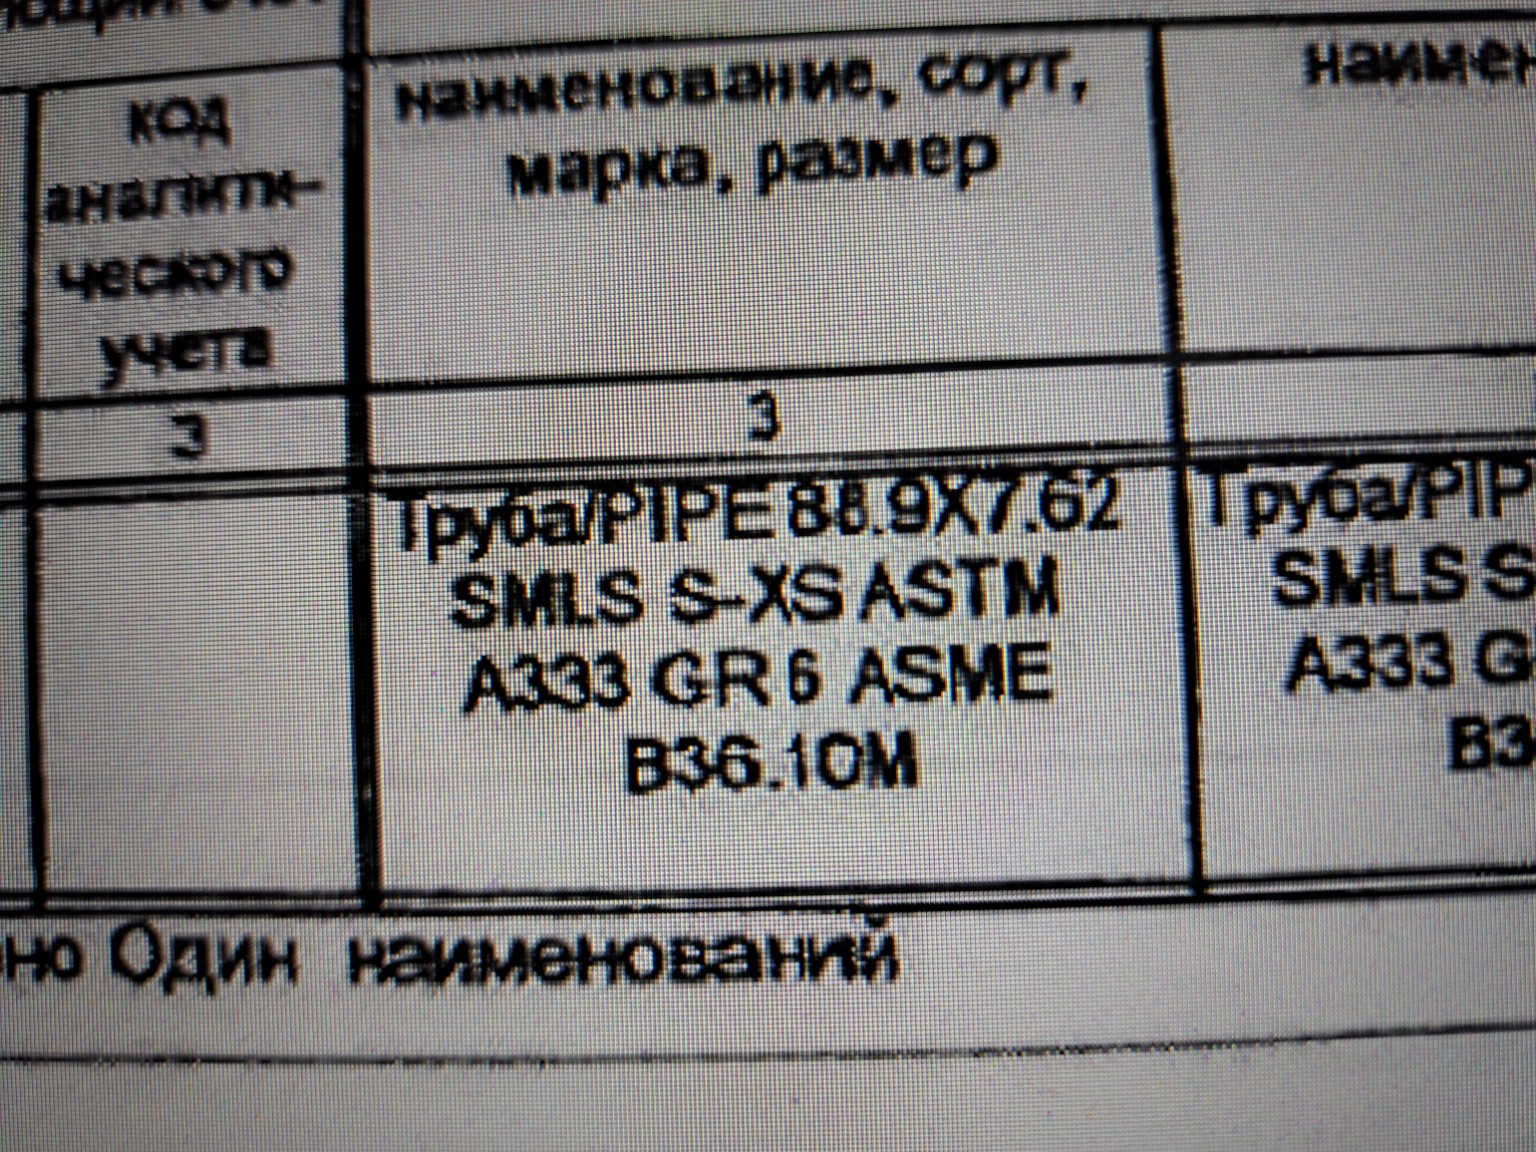 код
аналити-
ческого
учета
наименование, сорт,
марка, размер
наимен
3
3
Труба/PIPE 88.9X7.62
SMLS S-XS ASTM
A333 GR 6 ASME
B36.10M
Труба/PIP
SMLS S
A333 G
B3
но Один наименований